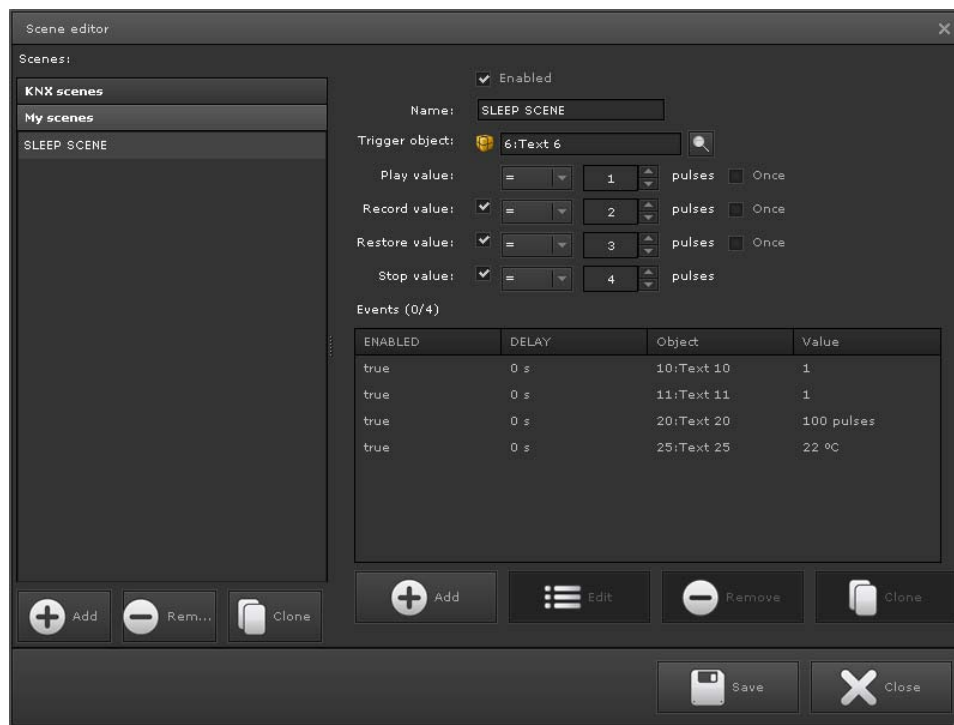 Scene editor
Scenes:
KNX scenes
My scenes
SLEEP SCENE
Enabled
Name: SLEEP SCENE
Trigger object: 6:Text 6
Play value: = 1 pulses Once
Record value: = 2 pulses Once
Restore value: = 3 pulses Once
Stop value: = 4 pulses
Events (0/4)
ENABLED DELAY Object Value
true 0 s 10:Text 10 1
true 0 s 11:Text 11 1
true 0 s 20:Text 20 100 pulses
true 0 s 25:Text 25 22 ºC
Add Edit Remove Clone
Add Rem... Clone
Save Close